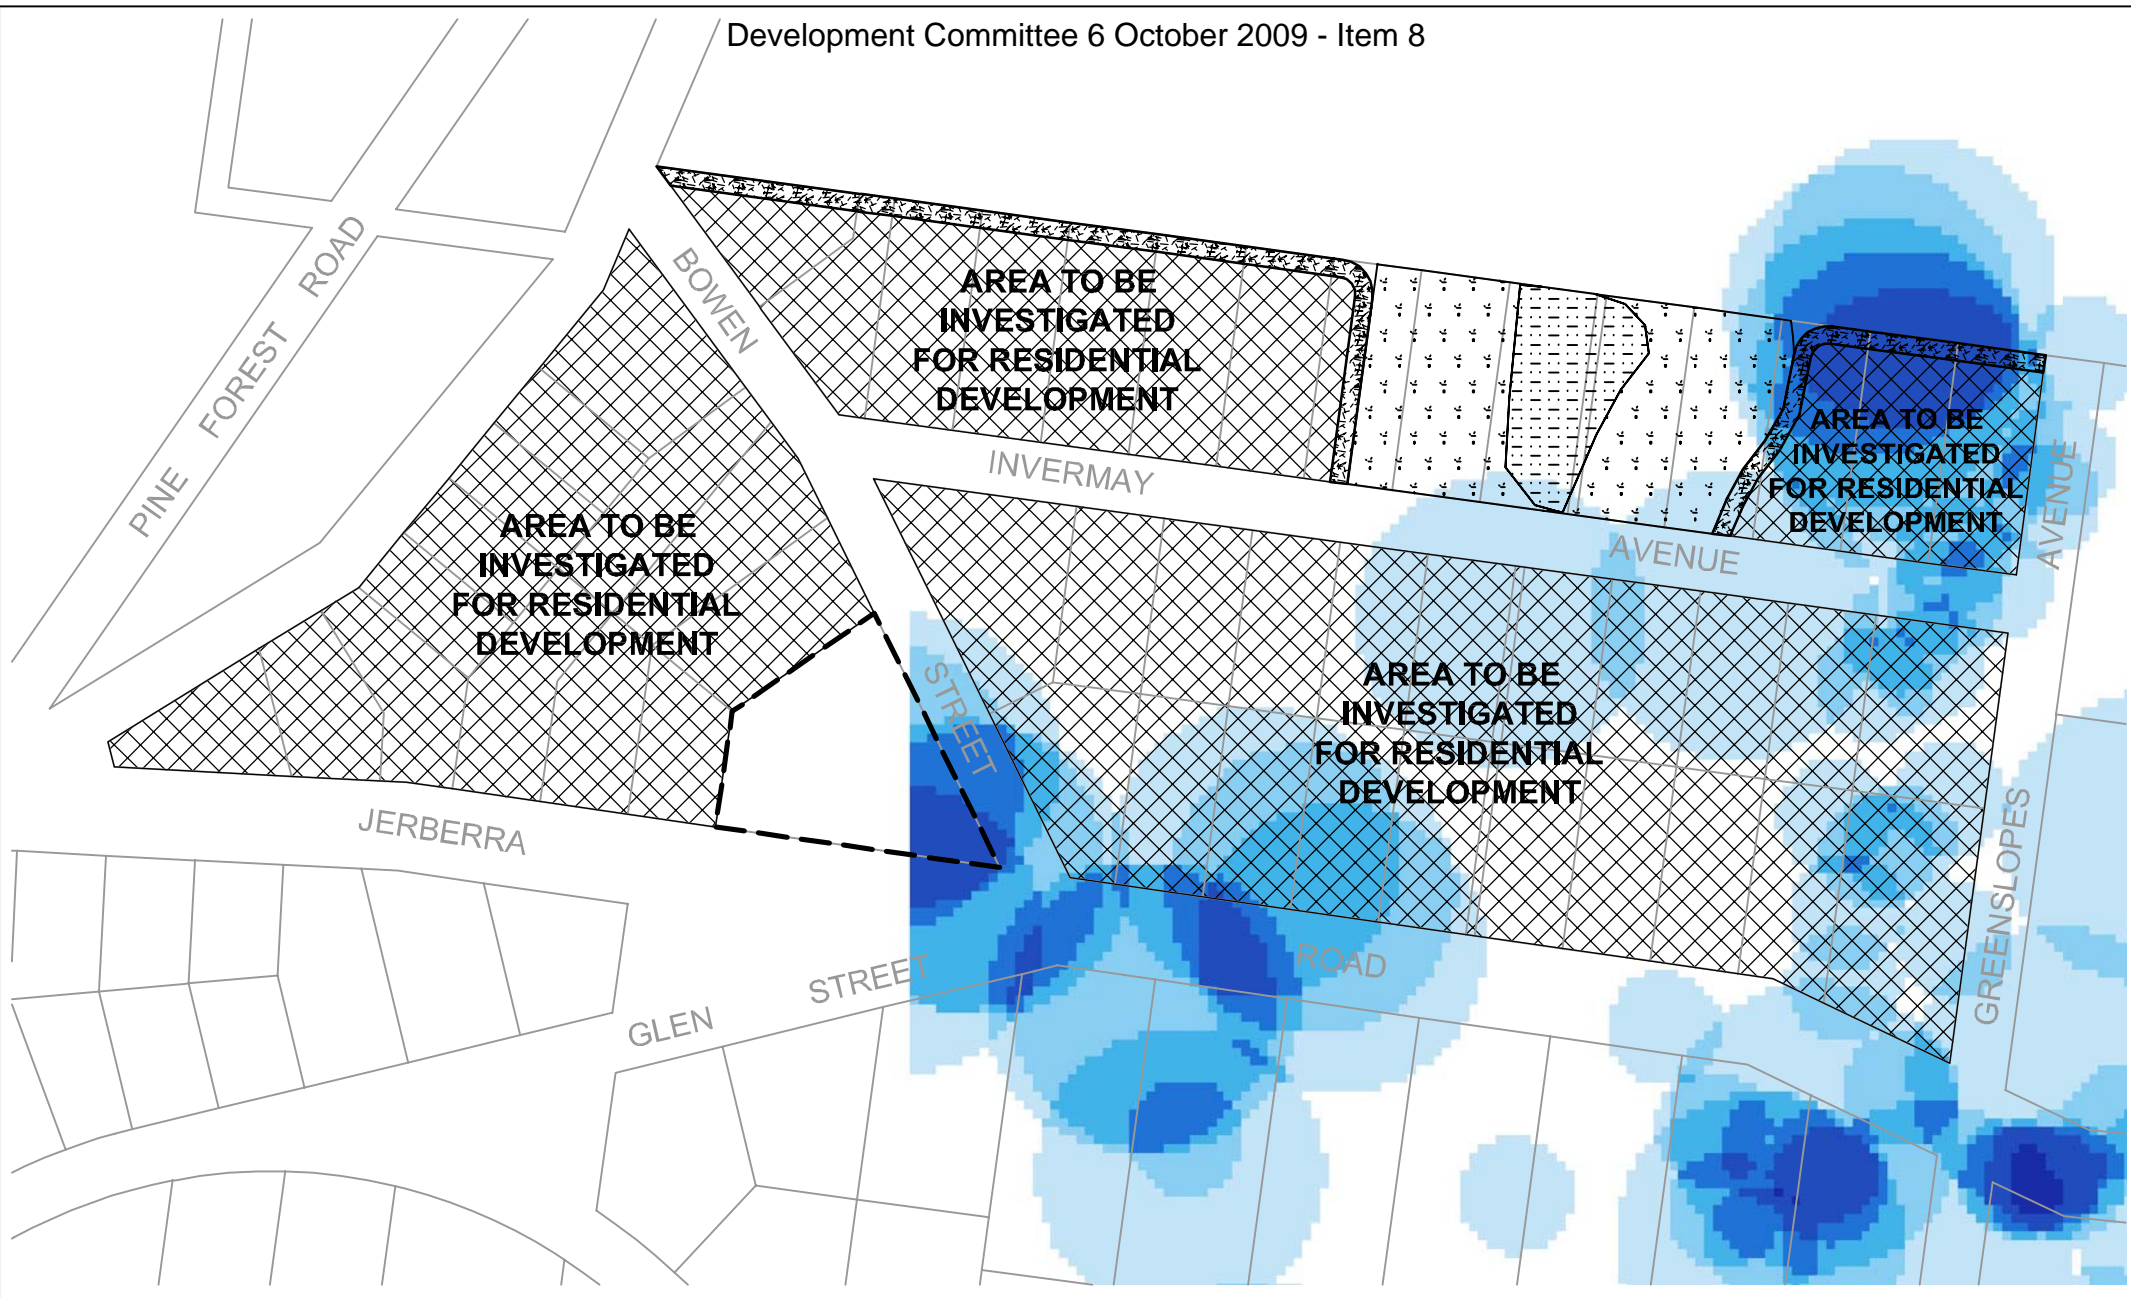 Development Committee 6 October 2009 - Item 8
PINE FOREST ROAD
BOWEN
STREET
AREA TO BE
INVESTIGATED
FOR RESIDENTIAL
DEVELOPMENT
AREA TO BE
INVESTIGATED
FOR RESIDENTIAL
DEVELOPMENT
AREA TO BE
INVESTIGATED
FOR RESIDENTIAL
DEVELOPMENT
INVERMAY AVENUE
AREA TO BE
INVESTIGATED
FOR RESIDENTIAL
DEVELOPMENT
JERBERRA ROAD
GLEN STREET
GREENSLOPES AVENUE